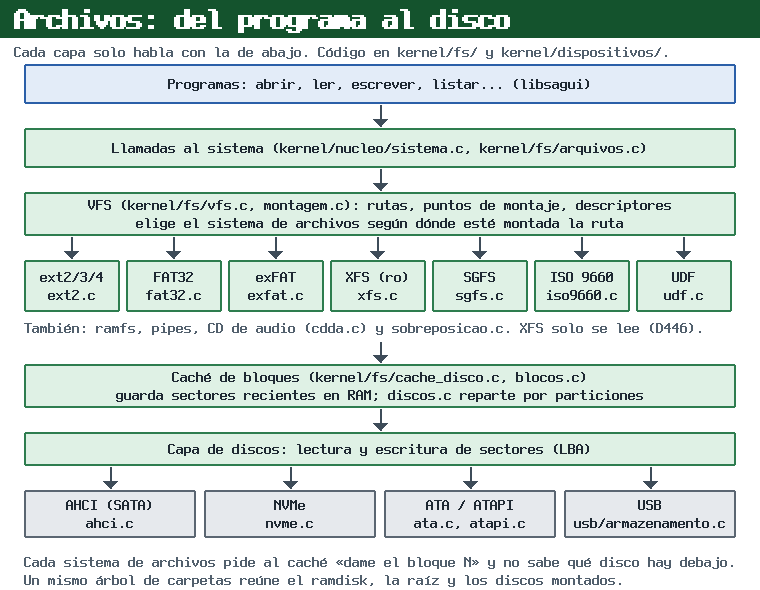 Archivos: del programa al disco
Cada capa solo habla con la de abajo. Código en kernel/fs/ y kernel/dispositivos/.
Programas: abrir, ler, escrever, listar... (libsagui)
Llamadas al sistema (kernel/nucleo/sistema.c, kernel/fs/arquivos.c)
VFS (kernel/fs/vfs.c, montagem.c): rutas, puntos de montaje, descriptores
elige el sistema de archivos según dónde esté montada la ruta
ext2/3/4
ext2.c
FAT32
fat32.c
exFAT
exfat.c
XFS (ro)
xfs.c
SGFS
sgfs.c
ISO 9660
iso9660.c
UDF
udf.c
También: ramfs, pipes, CD de audio (cdda.c) y sobreposicao.c. XFS solo se lee (D446).
Caché de bloques (kernel/fs/cache_disco.c, blocos.c)
guarda sectores recientes en RAM; discos.c reparte por particiones
Capa de discos: lectura y escritura de sectores (LBA)
AHCI (SATA)
ahci.c
NVMe
nvme.c
ATA / ATAPI
ata.c, atapi.c
USB
usb/armazenamento.c
Cada sistema de archivos pide al caché «dame el bloque N» y no sabe qué disco hay debajo.
Un mismo árbol de carpetas reúne el ramdisk, la raíz y los discos montados.